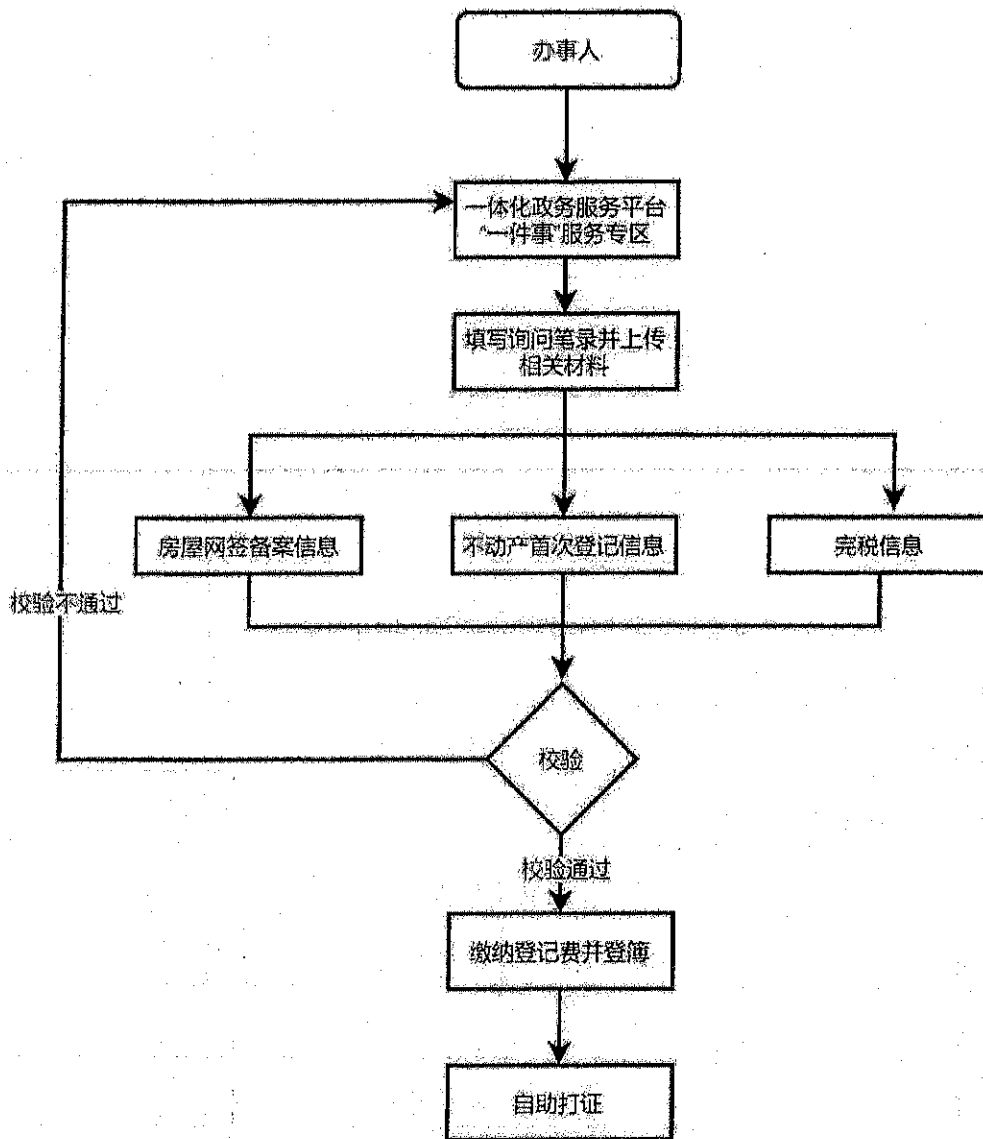 办事人
一体化政务服务平台
“一件事”服务专区
填写询问笔录并上传
相关材料
房屋网签备案信息
不动产首次登记信息
完税信息
校验不通过
校验
校验通过
缴纳登记费并登簿
自助打证